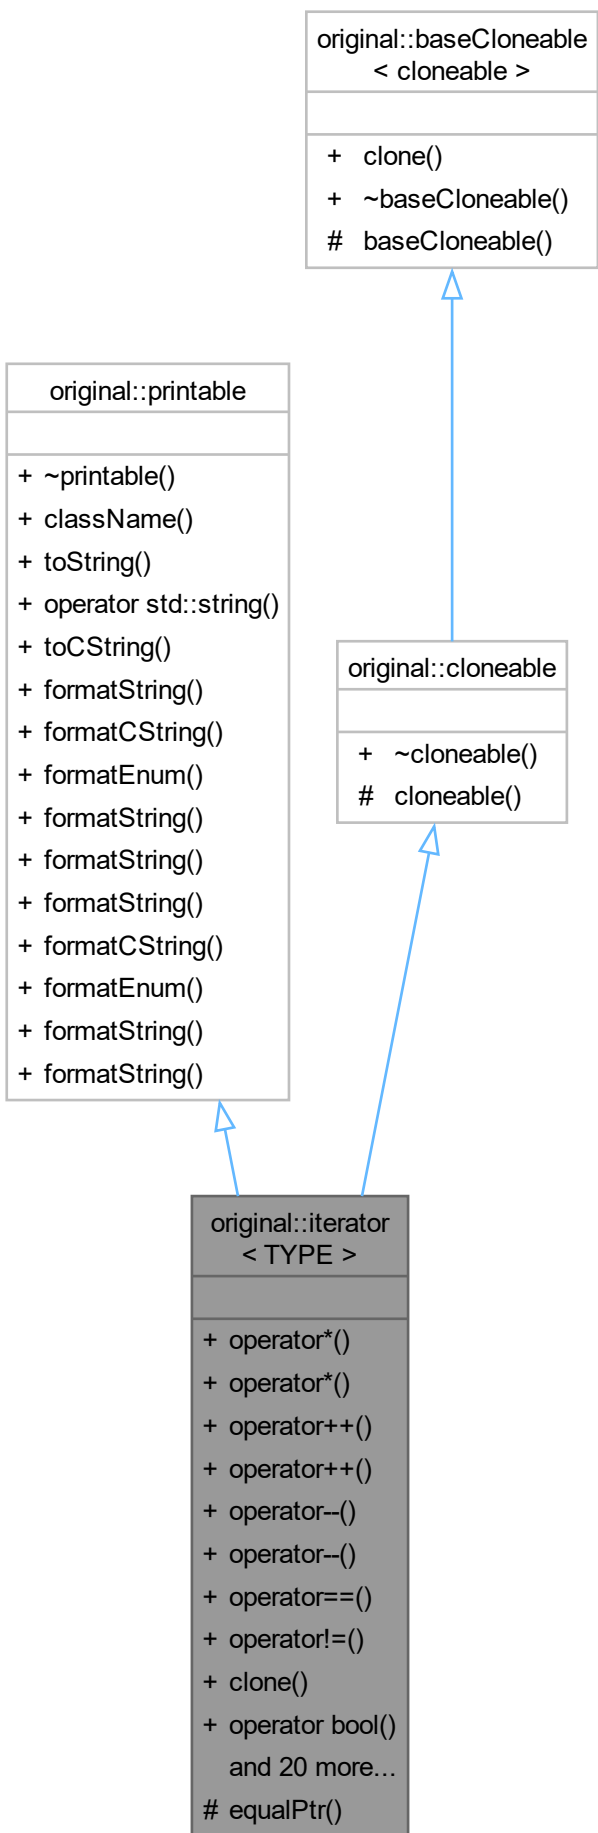 original::baseCloneable
< cloneable >
+ clone()
+ ~baseCloneable()
# baseCloneable()
original::printable
+ ~printable()
+ className()
+ toString()
+ operator std::string()
+ toCString()
+ formatString()
+ formatCString()
+ formatEnum()
+ formatString()
+ formatString()
+ formatString()
+ formatCString()
+ formatEnum()
+ formatString()
+ formatString()
original::cloneable
+ ~cloneable()
# cloneable()
original::iterator
< TYPE >
+ operator*()
+ operator*()
+ operator++()
+ operator++()
+ operator--()
+ operator--()
+ operator==()
+ operator!=()
+ clone()
+ operator bool()
and 20 more...
# equalPtr()